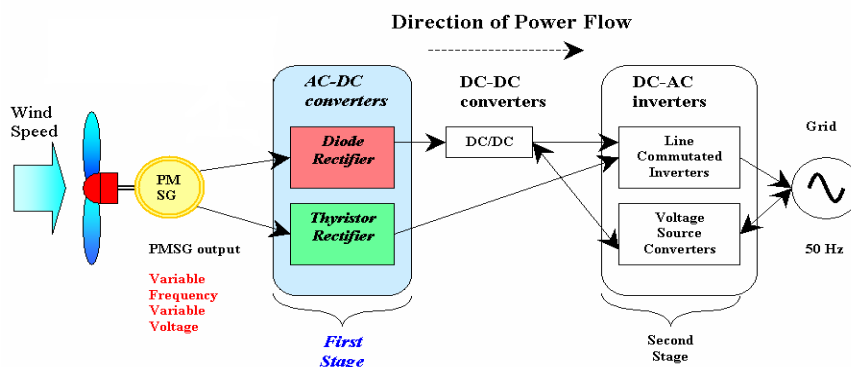 Direction of Power Flow
Wind
Speed
PM
SG
PMSG output
Variable
Frequency
Variable
Voltage
AC-DC
converters
Diode
Rectifier
Thyristor
Rectifier
First
Stage
DC-DC
converters
DC/DC
DC-AC
inverters
Line
Commutated
Inverters
Voltage
Source
Converters
Second
Stage
Grid
50 Hz